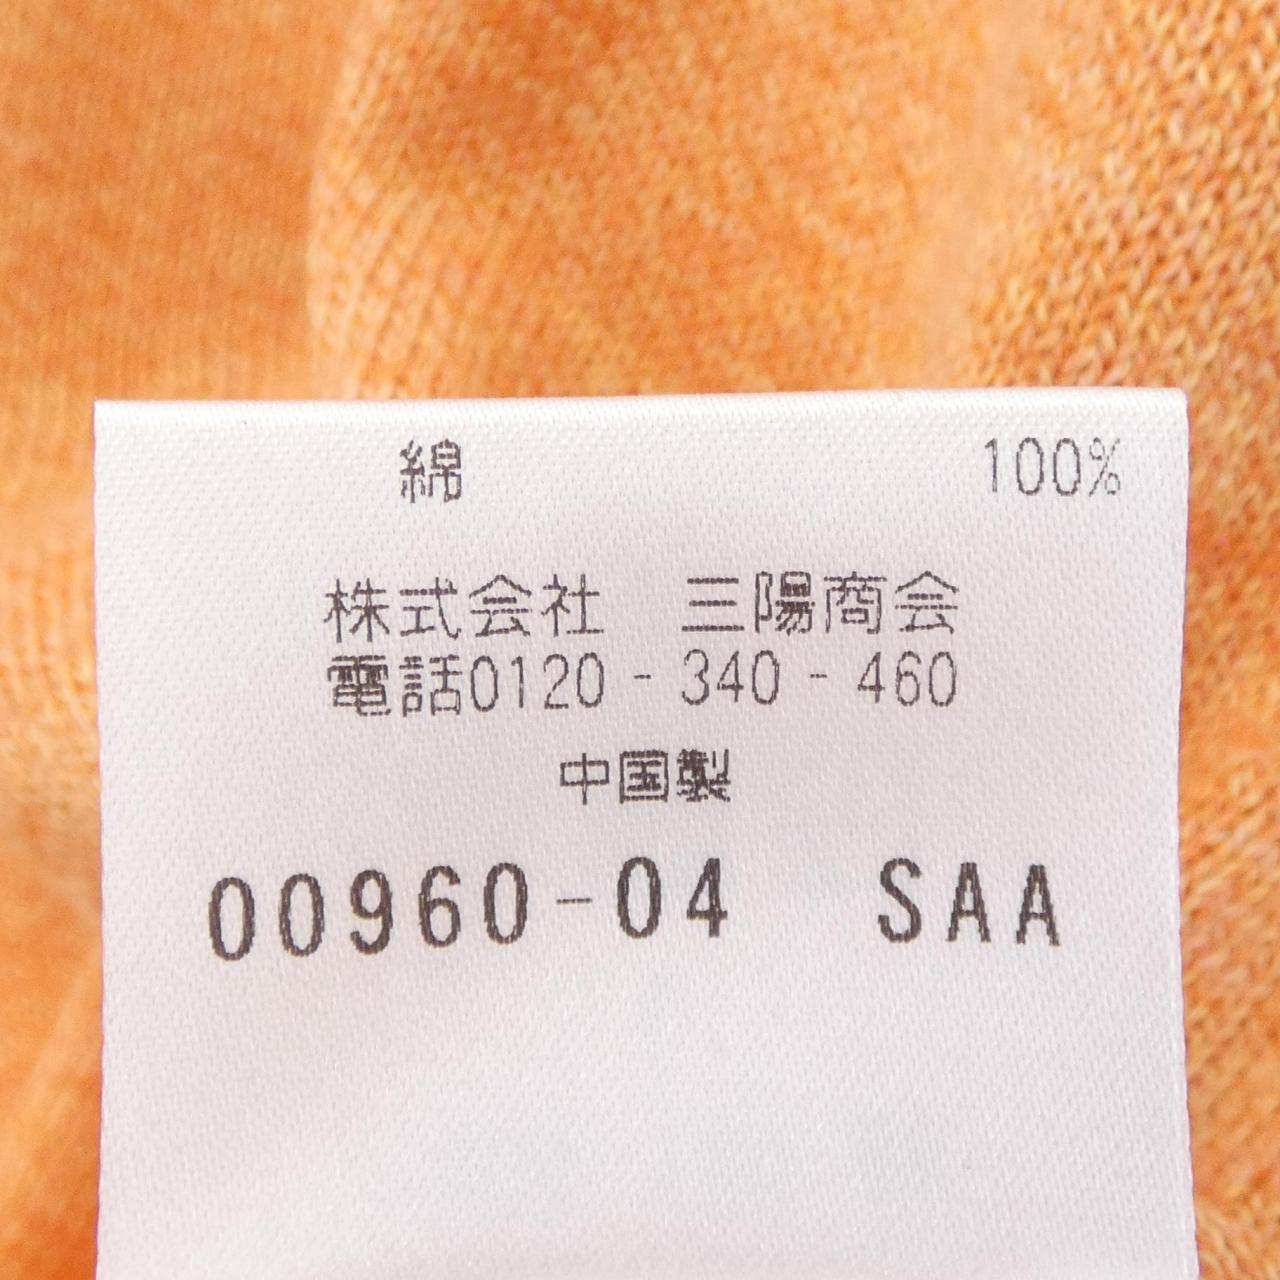 綿 100%
株式会社 三陽商会
電話0120-340-460
中国製
00960-04 SAA